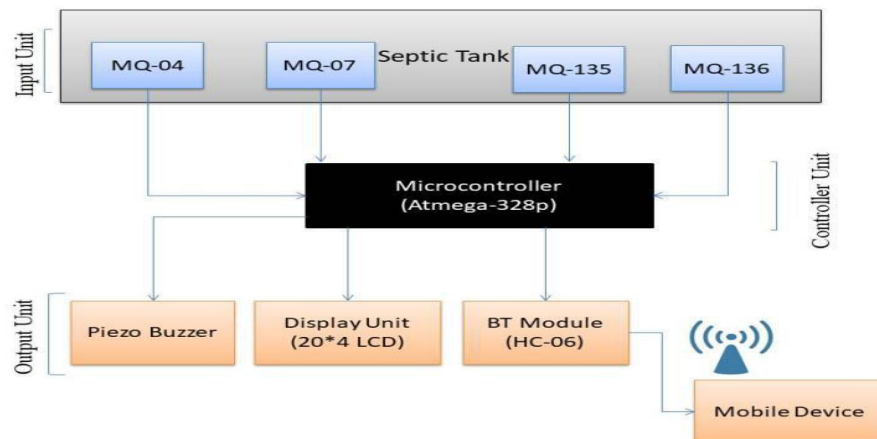 Input Unit
Septic Tank
MQ-04
MQ-07
MQ-135
MQ-136
Microcontroller
(Atmega-328p)
Controller Unit
Output Unit
Piezo Buzzer
Display Unit
(20*4 LCD)
BT Module
(HC-06)
Mobile Device